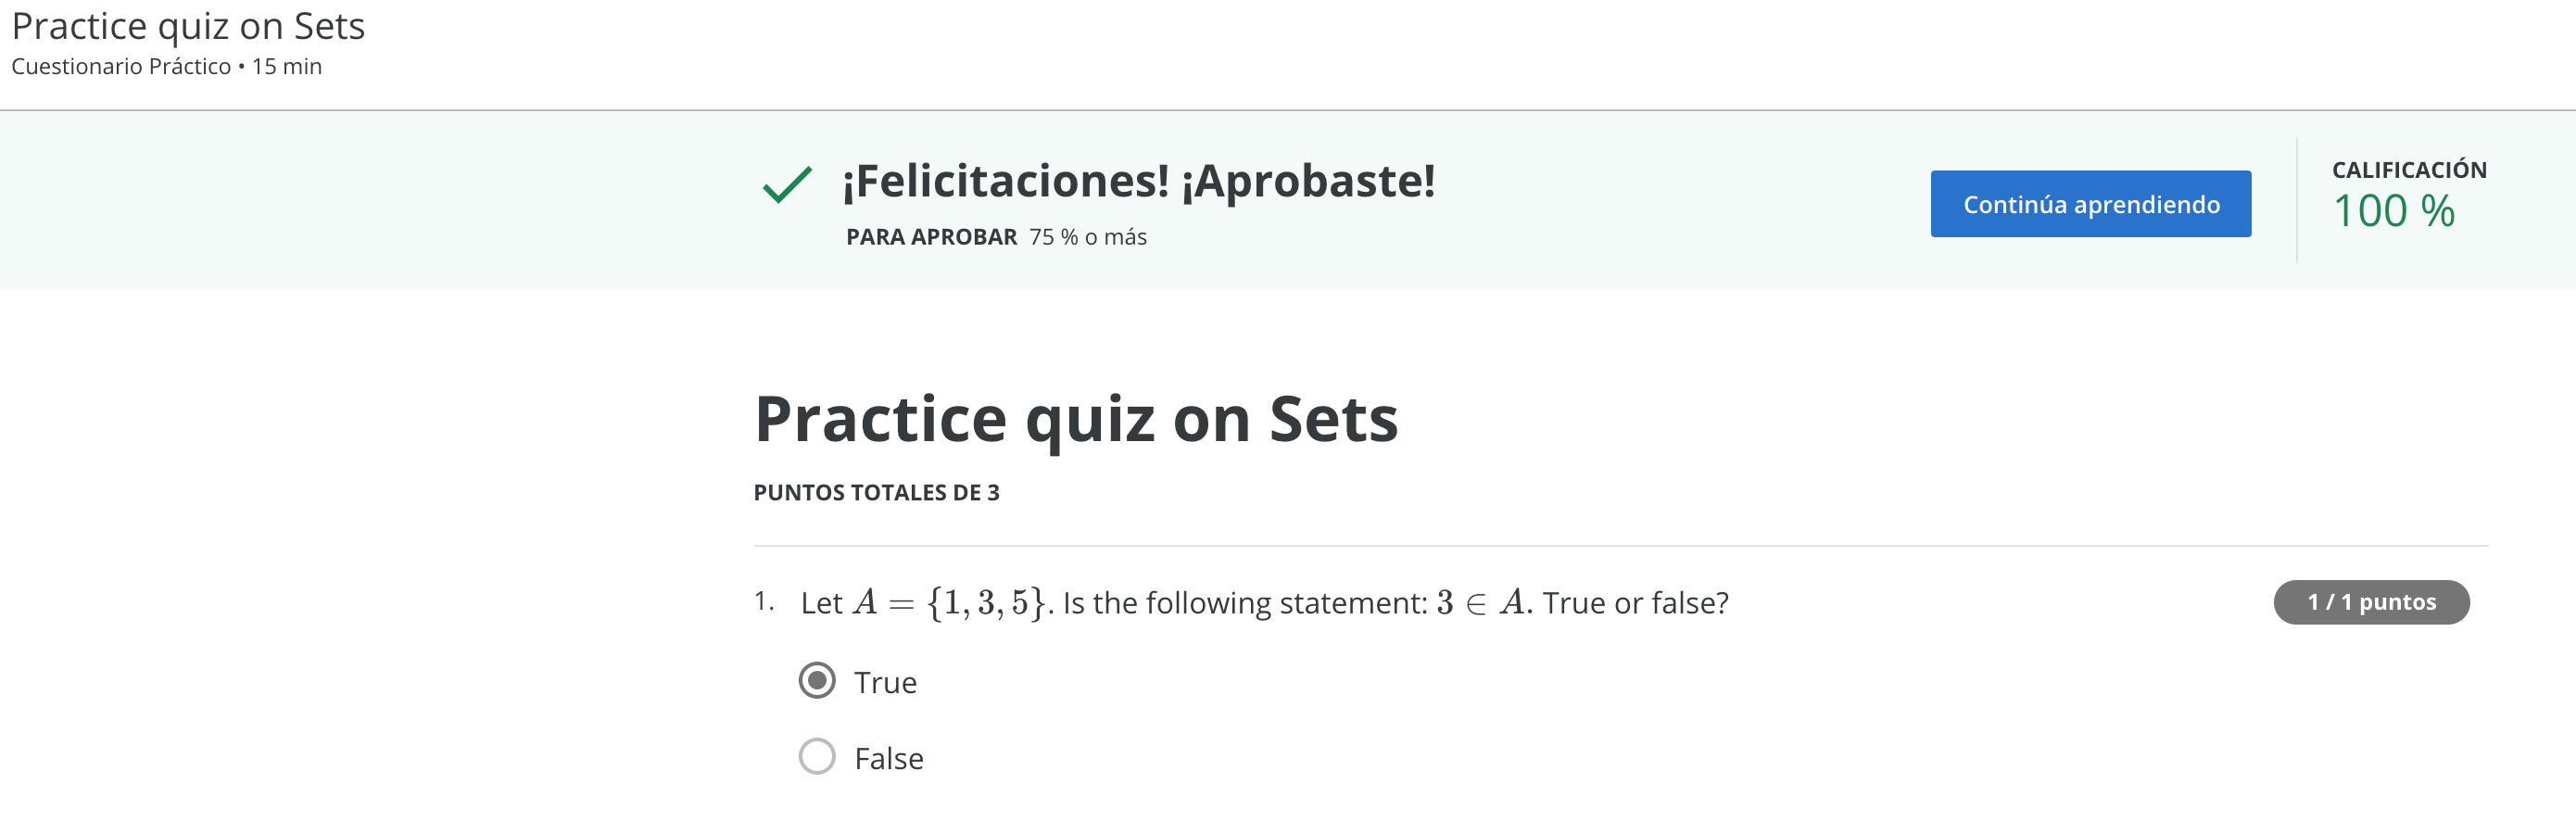 Practice quiz on Sets
Cuestionario Práctico • 15 min
¡Felicitaciones! ¡Aprobaste!
PARA APROBAR 75 % o más
Continúa aprendiendo
CALIFICACIÓN
100 %
Practice quiz on Sets
PUNTOS TOTALES DE 3
1. Let A = {1, 3, 5}. Is the following statement: 3 ∈ A. True or false?
1 / 1 puntos
True
False